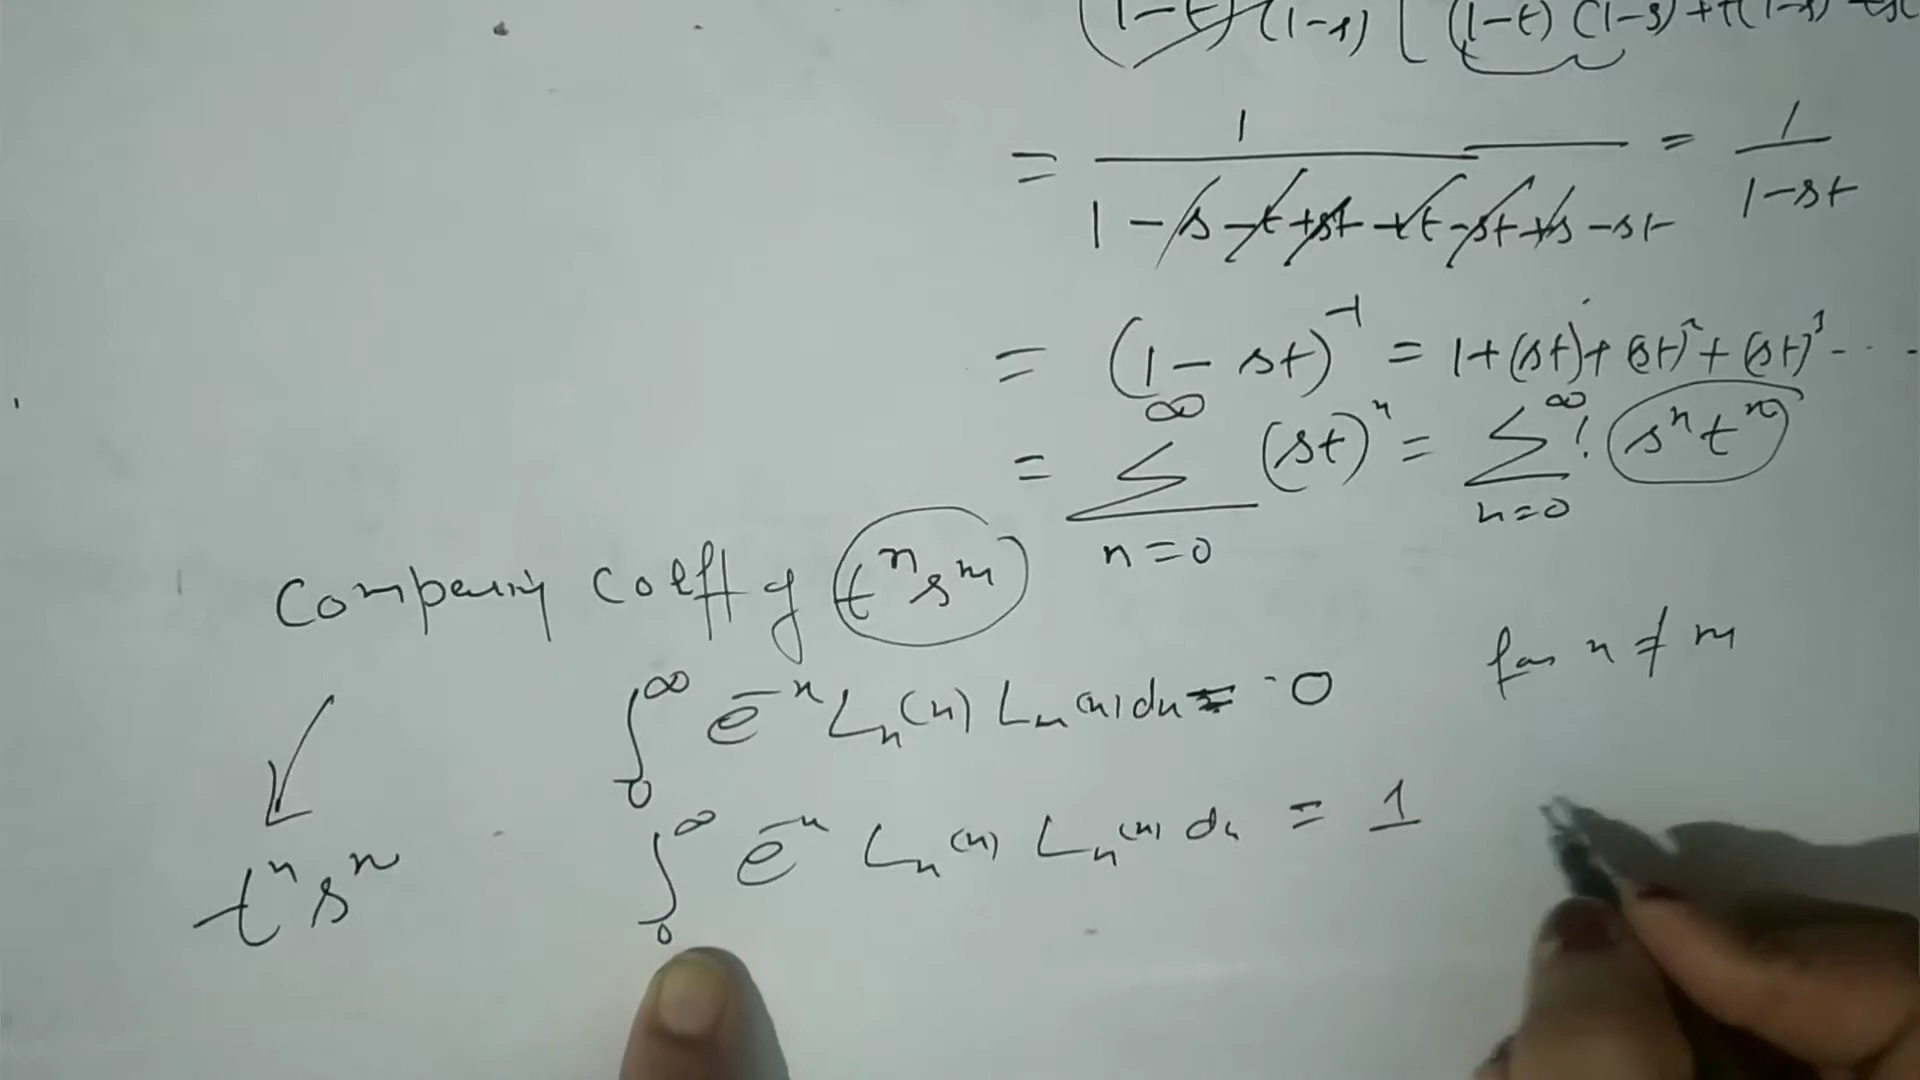 (1-t)(1-s) [ (1-t)(1-s)+t(1-s)
= 1 / (1-s-t+st+t-st+s-st) = 1 / (1-st)
= (1-st)^{-1} = 1+(st)+(st)^2+(st)^3 - - -
= ∑_{n=0}^{∞} (st)^n = ∑_{n=0}^{∞} s^n t^n
Comparing Coeff of t^n s^m
∫_0^∞ e^{-x} L_n(x) L_m(x) dx = 0 for n ≠ m
∫_0^∞ e^{-x} L_n(x) L_n(x) dx = 1
t^n s^n